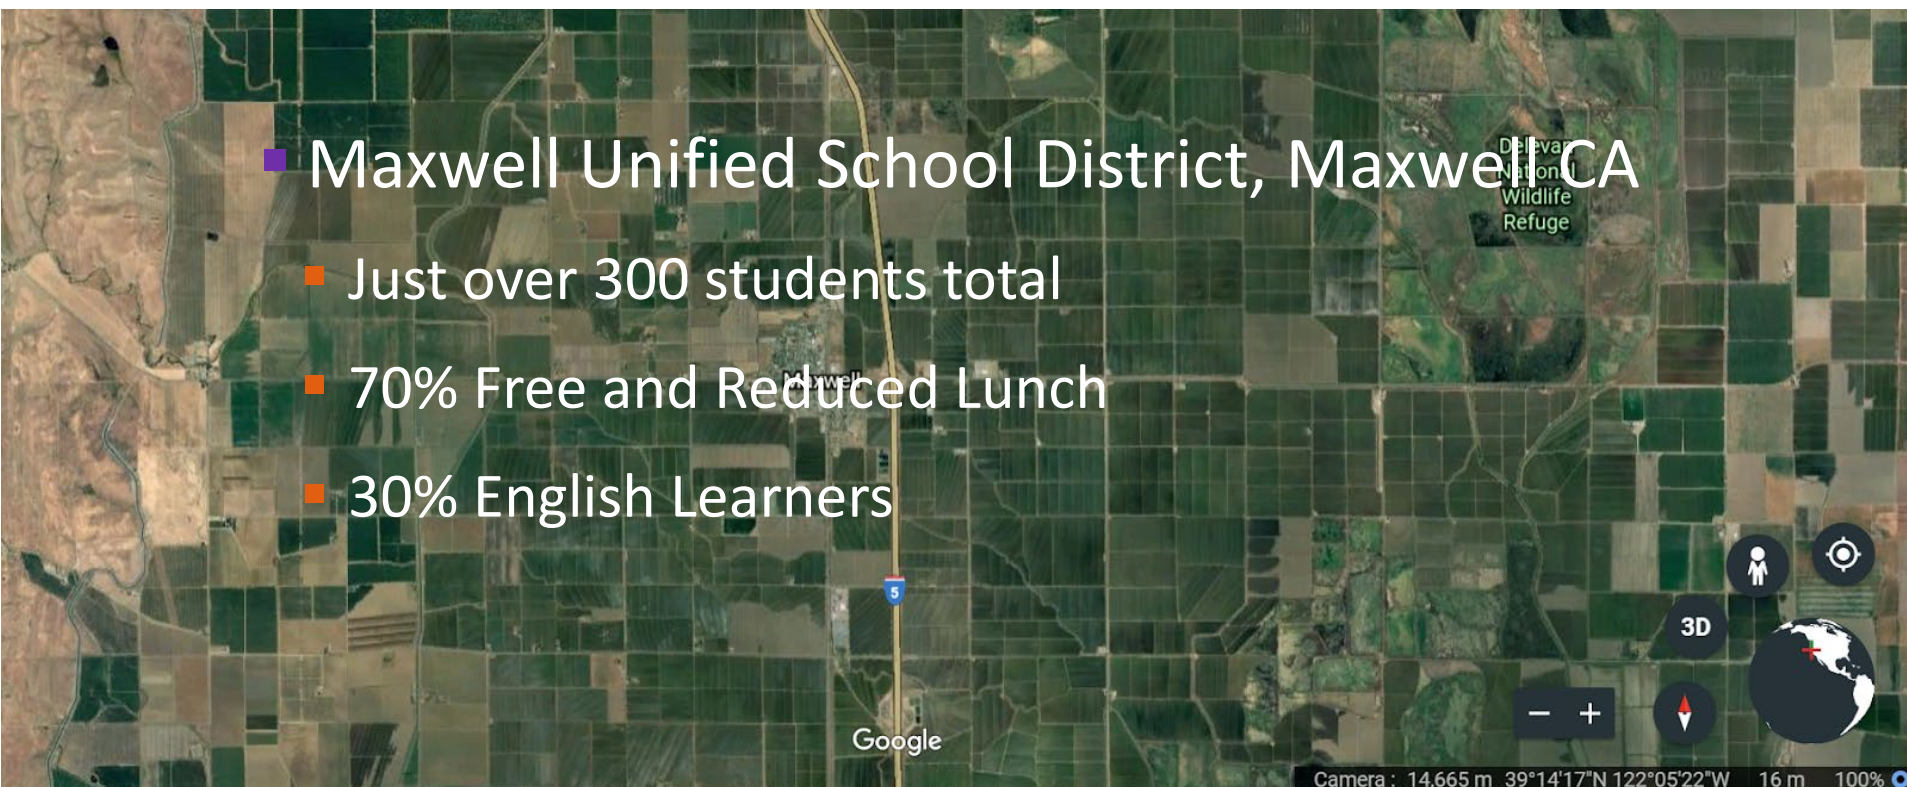 Maxwell Unified School District, Maxwell CA
Delevan
National
Wildlife
Refuge
Just over 300 students total
Maxwell
70% Free and Reduced Lunch
30% English Learners
5
3D
Google
Camera : 14,665 m 39°14'17"N 122°05'22"W 16 m 100%